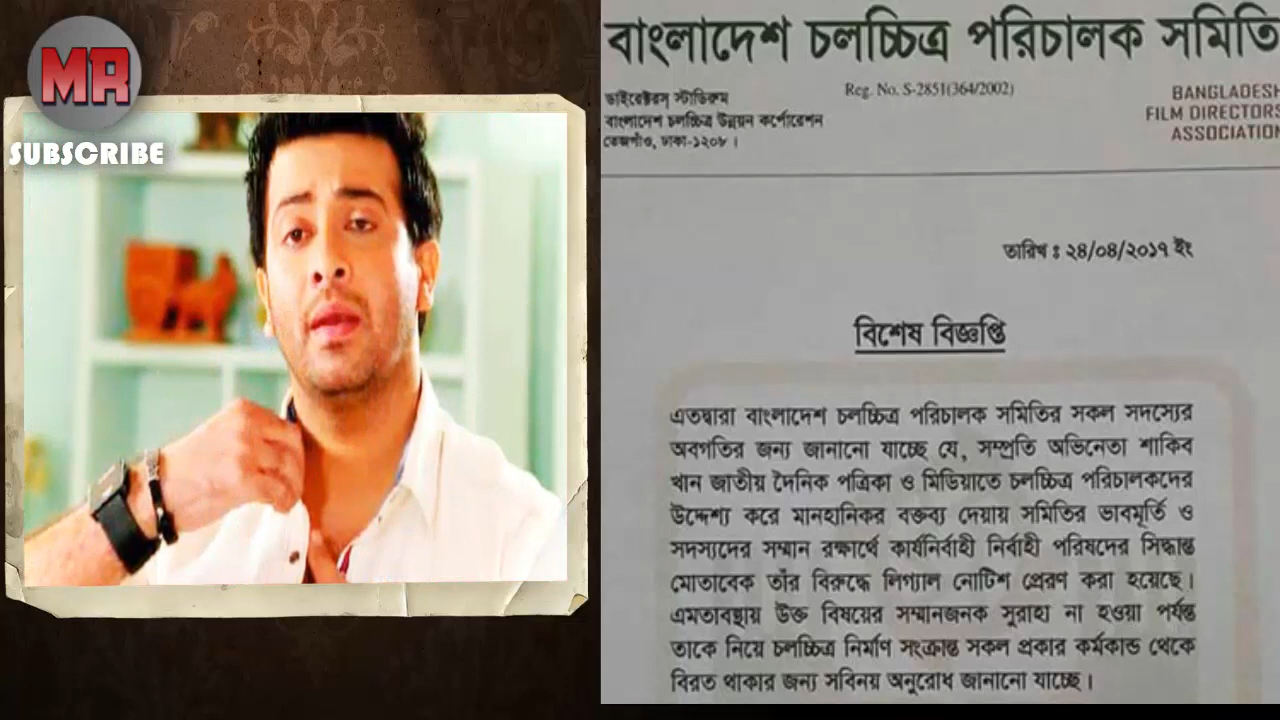 MR
SUBSCRIBE
বাংলাদেশ চলচ্চিত্র পরিচালক সমিতি
Reg. No. S-2851(364/2002)
ডাইরেক্টরস্ স্টাডিরুম
বাংলাদেশ চলচ্চিত্র উন্নয়ন কর্পোরেশন
তেজগাঁও, ঢাকা-১২০৮ ।
BANGLADESH
FILM DIRECTORS
ASSOCIATION
তারিখ ঃ ২৪/০৪/২০১৭ ইং
বিশেষ বিজ্ঞপ্তি
এতদ্বারা বাংলাদেশ চলচ্চিত্র পরিচালক সমিতির সকল সদস্যের
অবগতির জন্য জানানো যাচ্ছে যে, সম্প্রতি অভিনেতা শাকিব
খান জাতীয় দৈনিক পত্রিকা ও মিডিয়াতে চলচ্চিত্র পরিচালকদের
উদ্দেশ্য করে মানহানিকর বক্তব্য দেয়ায় সমিতির ভাবমূর্তি ও
সদস্যদের সম্মান রক্ষার্থে কার্যনির্বাহী নির্বাহী পরিষদের সিদ্ধান্ত
মোতাবেক তাঁর বিরুদ্ধে লিগ্যাল নোটিশ প্রেরণ করা হয়েছে।
এমতাবস্থায় উক্ত বিষয়ের সম্মানজনক সুরাহা না হওয়া পর্যন্ত
তাকে নিয়ে চলচ্চিত্র নির্মাণ সংক্রান্ত সকল প্রকার কর্মকান্ড থেকে
বিরত থাকার জন্য সবিনয় অনুরোধ জানানো যাচ্ছে।